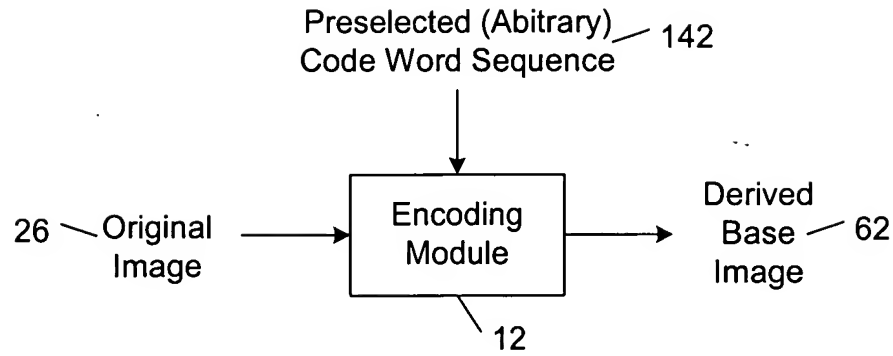 Preselected (Abitrary)
Code Word Sequence
142
26
Original
Image
Encoding
Module
12
Derived
Base
Image
62